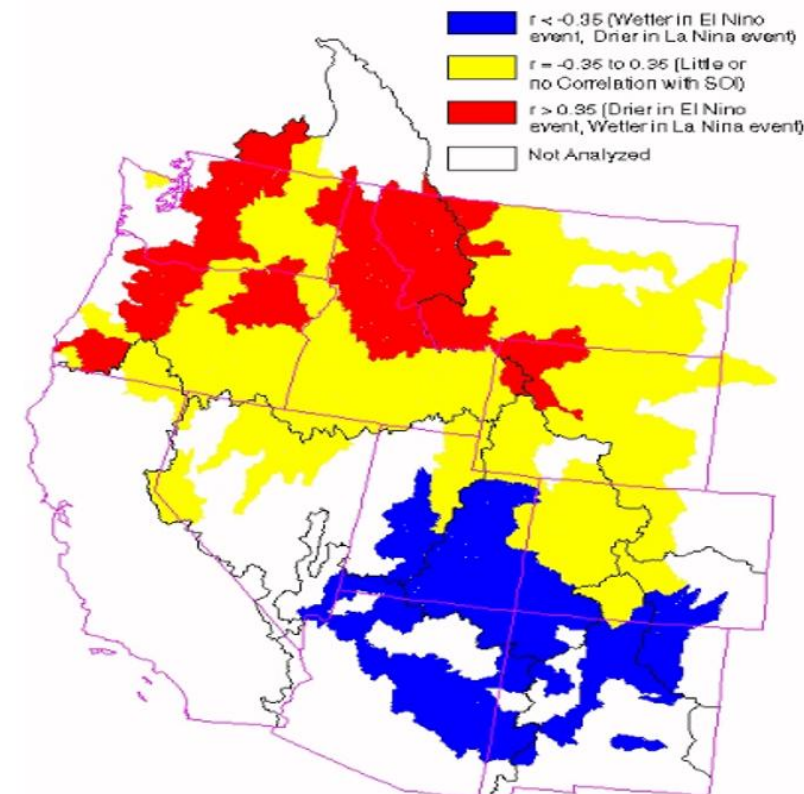 r < -0.35 (Wetter in El Nino
event, Drier in La Nina event)
r = -0.35 to 0.35 (Little or
no Correlation with SOI)
r > 0.35 (Drier in El Nino
event, Wetter in La Nina event)
Not Analyzed